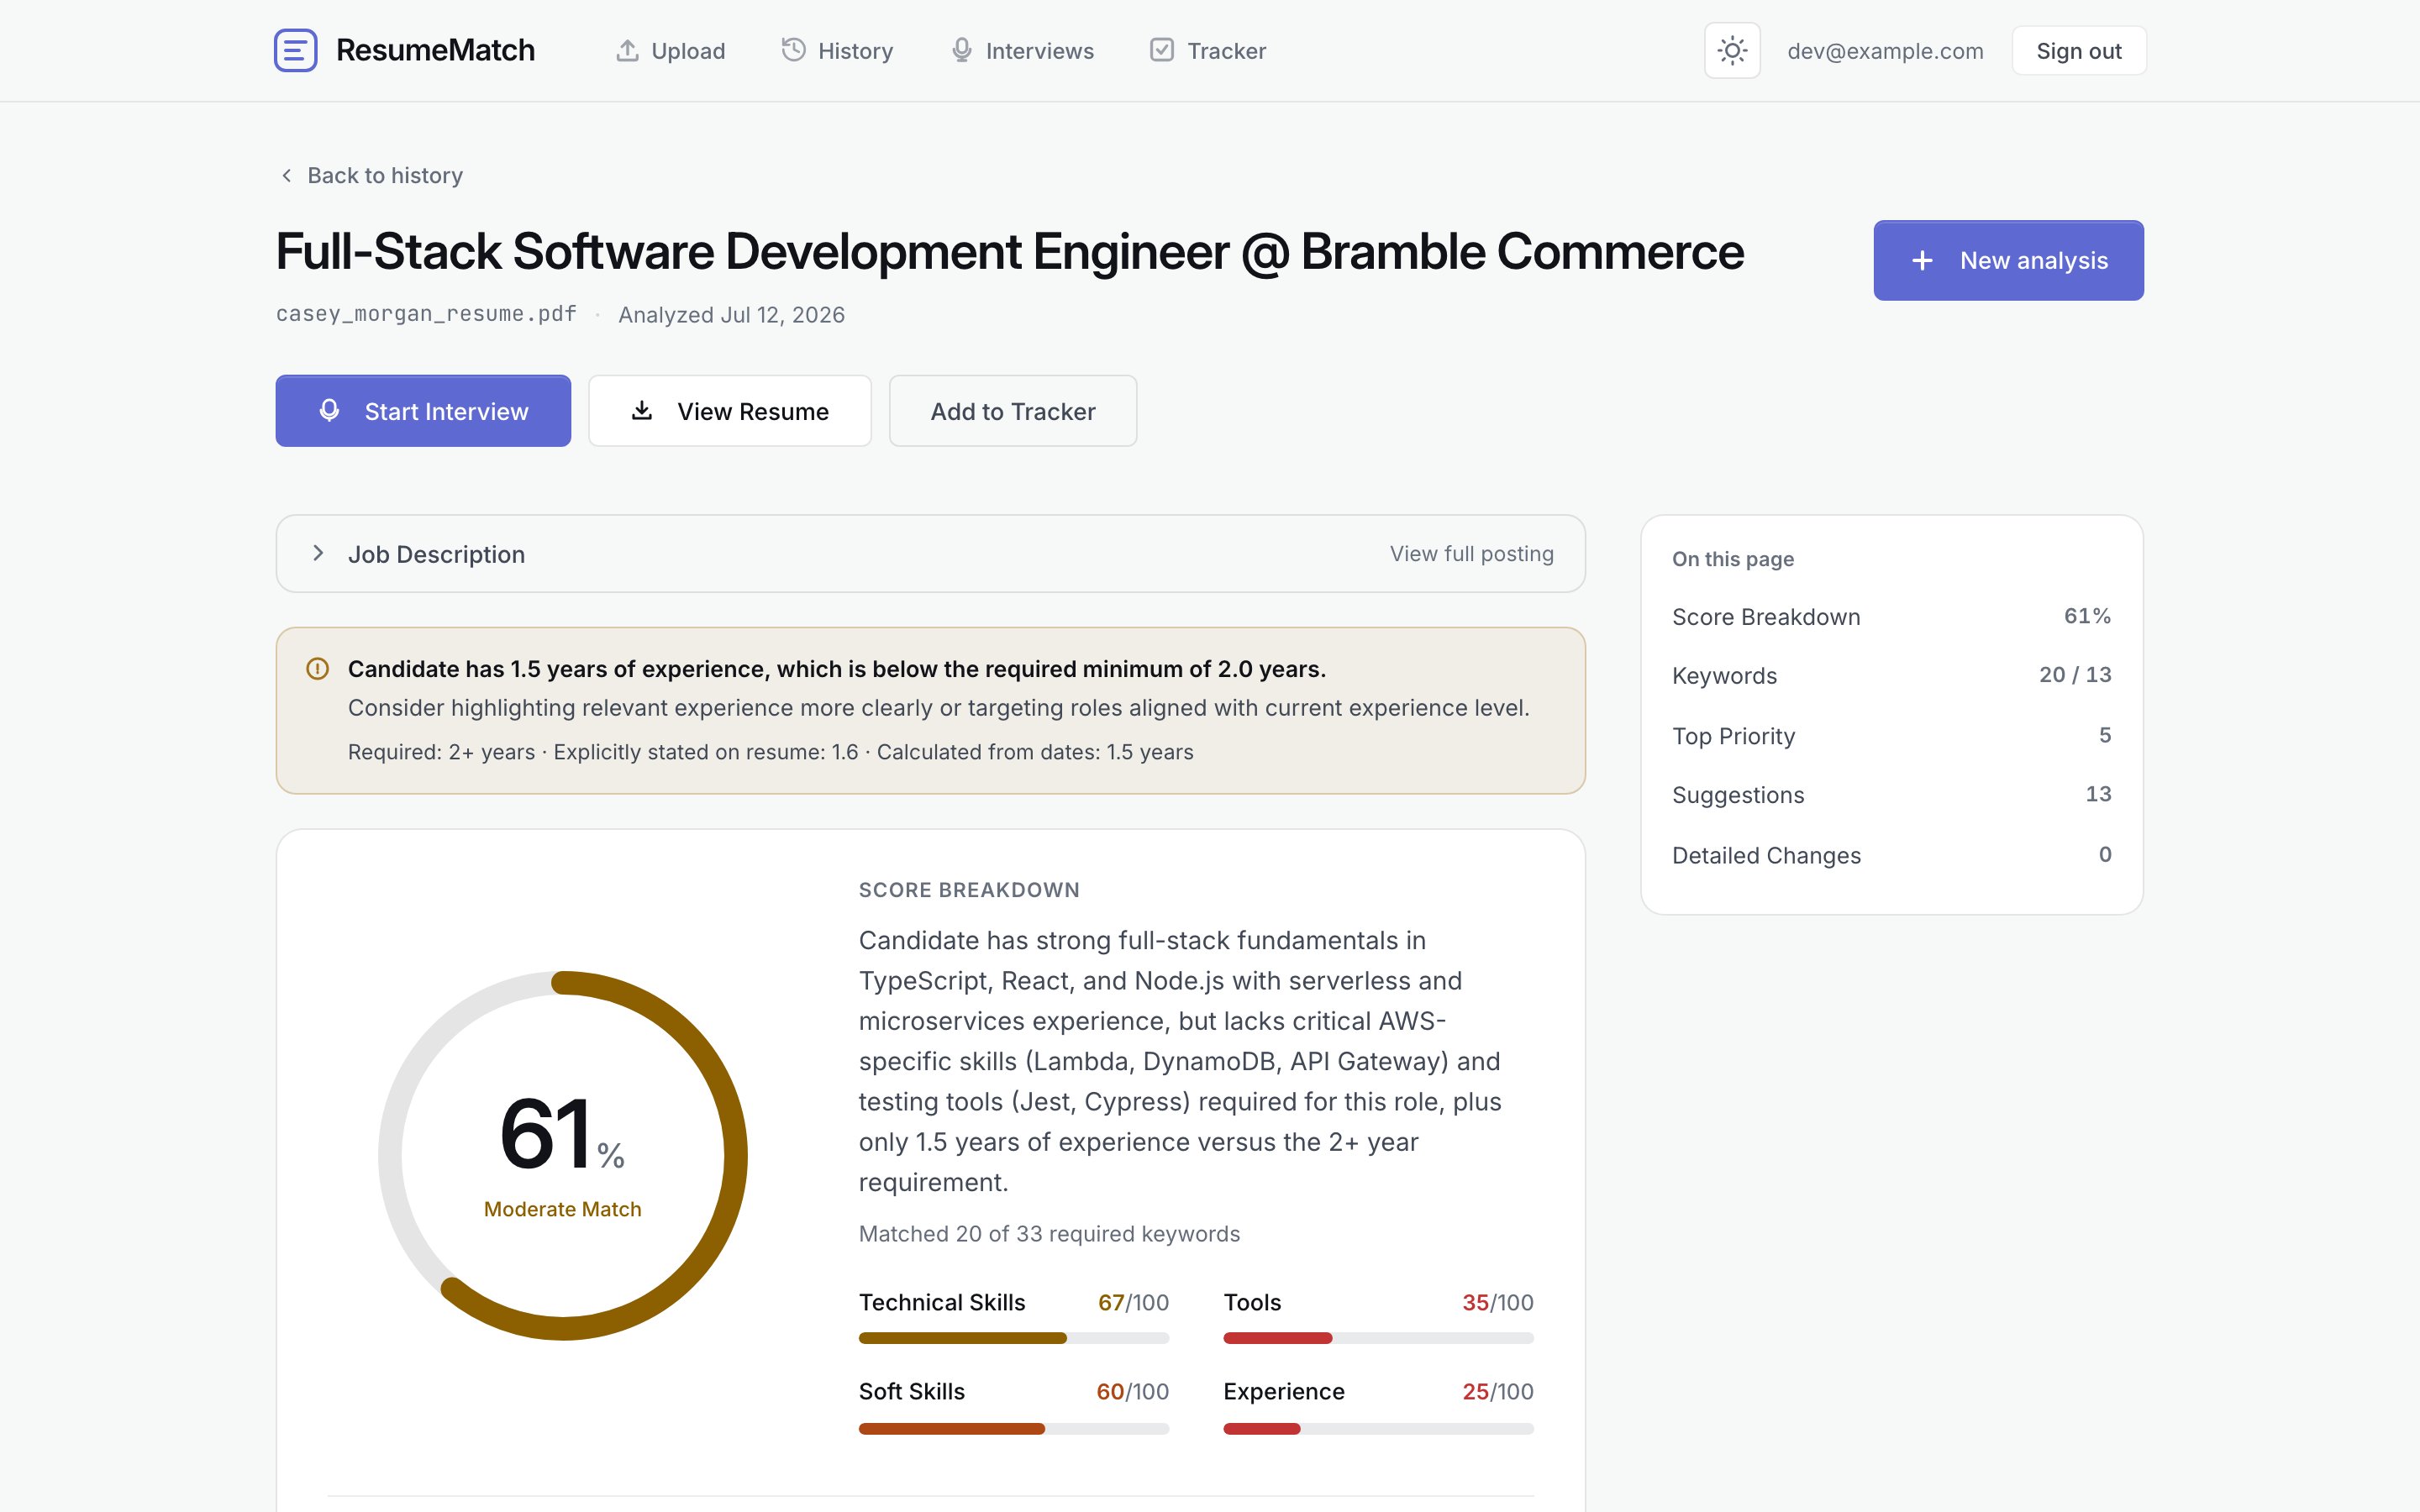 ResumeMatch
Upload
History
Interviews
Tracker
dev@example.com
Sign out
Back to history
Full-Stack Software Development Engineer @ Bramble Commerce
New analysis
casey_morgan_resume.pdf · Analyzed Jul 12, 2026
Start Interview
View Resume
Add to Tracker
Job Description
View full posting
Candidate has 1.5 years of experience, which is below the required minimum of 2.0 years.
Consider highlighting relevant experience more clearly or targeting roles aligned with current experience level.
Required: 2+ years · Explicitly stated on resume: 1.6 · Calculated from dates: 1.5 years
On this page
Score Breakdown 61%
Keywords 20 / 13
Top Priority 5
Suggestions 13
Detailed Changes 0
61%
Moderate Match
SCORE BREAKDOWN
Candidate has strong full-stack fundamentals in
TypeScript, React, and Node.js with serverless and
microservices experience, but lacks critical AWS-
specific skills (Lambda, DynamoDB, API Gateway) and
testing tools (Jest, Cypress) required for this role, plus
only 1.5 years of experience versus the 2+ year
requirement.
Matched 20 of 33 required keywords
Technical Skills 67/100
Tools 35/100
Soft Skills 60/100
Experience 25/100